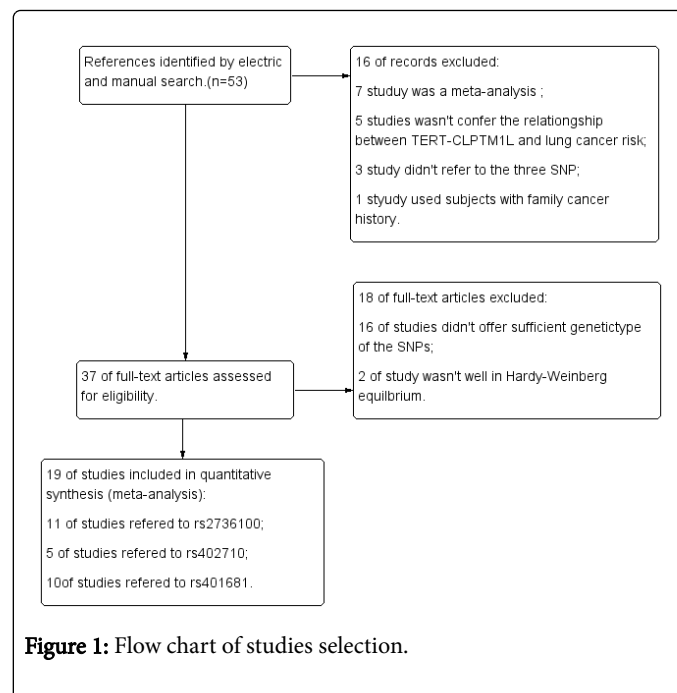 References identified by electric
and manual search.(n=53)
16 of records excluded:
7 studuy was a meta-analysis ;
5 studies wasn't confer the relationgship
between TERT-CLPTM1L and lung cancer risk;
3 study didn't refer to the three SNP;
1 styudy used subjects with family cancer
history.
18 of full-text articles excluded:
16 of studies didn't offer sufficient genetictype
of the SNPs;
2 of study wasn't well in Hardy-Weinberg
equilbrium.
37 of full-text articles assessed
for eligibility.
19 of studies included in quantitative
synthesis (meta-analysis):
11 of studies refered to rs2736100;
5 of studies refered to rs402710;
10of studies refered to rs401681.
Figure 1: Flow chart of studies selection.